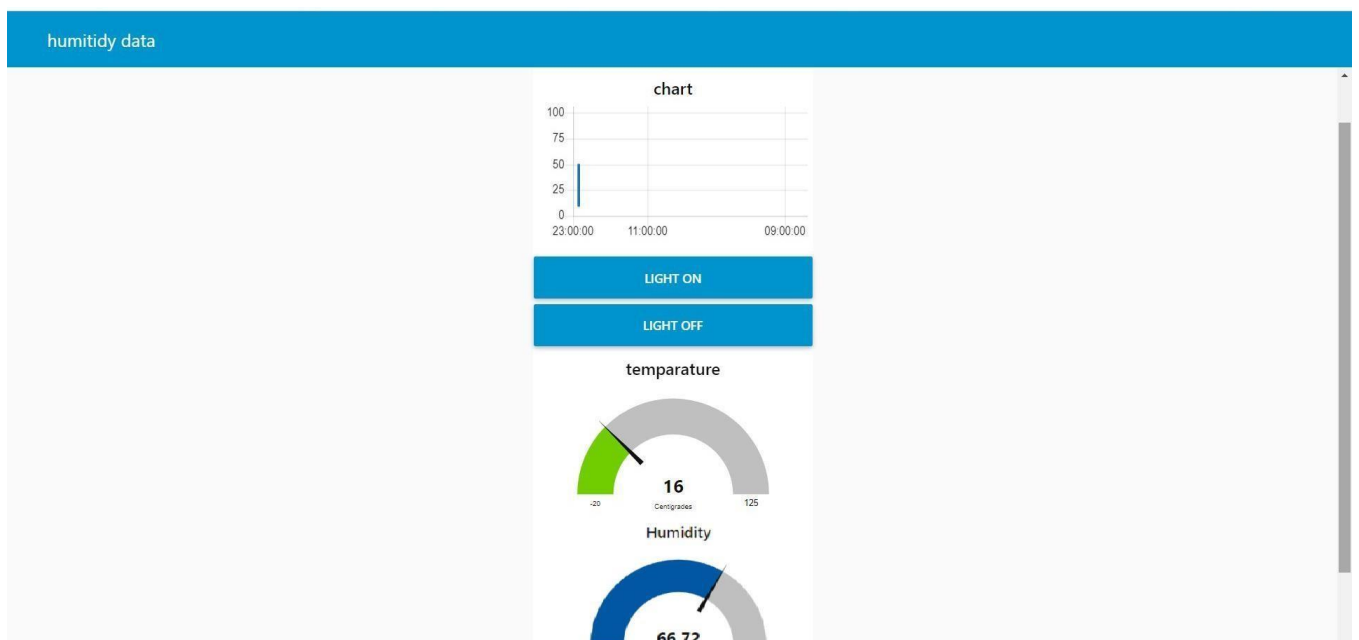 humitidy data
chart
100
75
50
25
0
23:00:00 11:00:00 09:00:00
LIGHT ON
LIGHT OFF
temparature
16
-20 Centigrades 125
Humidity
66.72